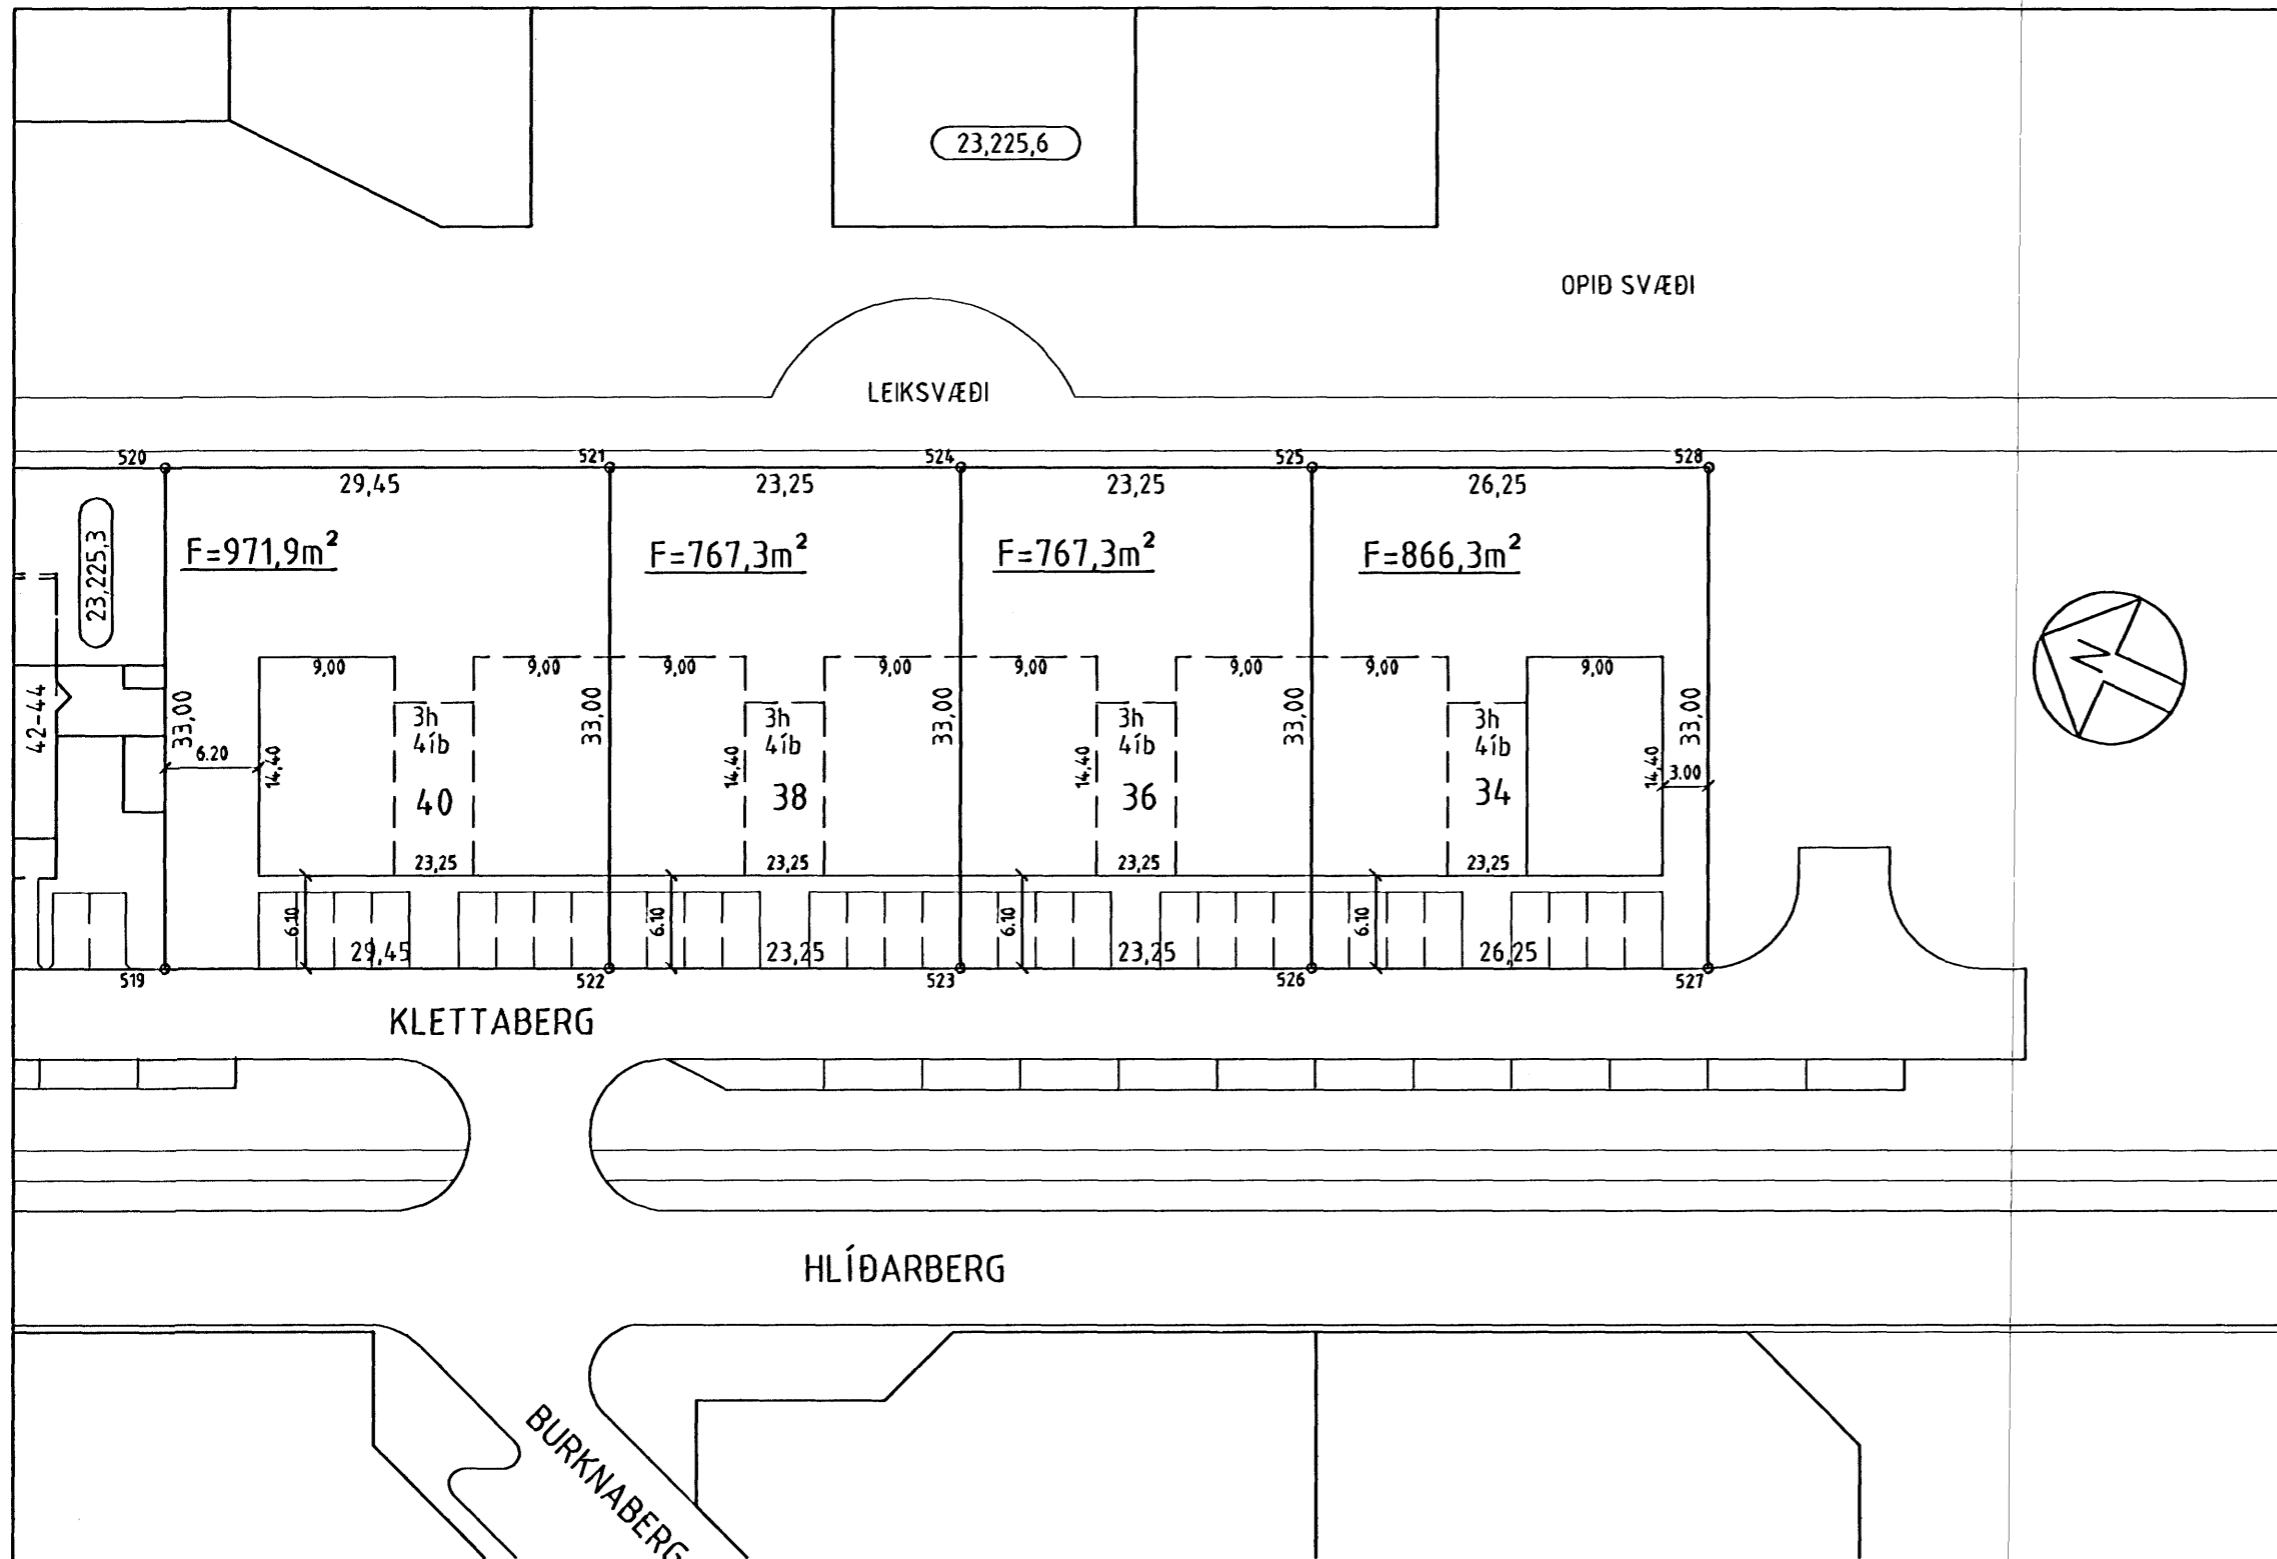 23,225,6
OPIÐ SVÆÐI
LEIKSVÆÐI
520
521
524
525
528
29,45
23,25
23,25
26,25
23,225,3
F=971,9m²
F=767,3m²
F=767,3m²
F=866,3m²
9,00
9,00
9,00
9,00
9,00
9,00
9,00
9,00
42-44
33,00
33,00
33,00
33,00
33,00
6.20
14,40
14,40
14,40
14,40
3.00
3h
4íb
40
3h
4íb
38
3h
4íb
36
3h
4íb
34
N
23,25
23,25
23,25
23,25
6.10
6.10
6.10
6.10
29,45
23,25
23,25
26,25
519
522
523
526
527
KLETTABERG
HLÍÐARBERG
BURKNABERG